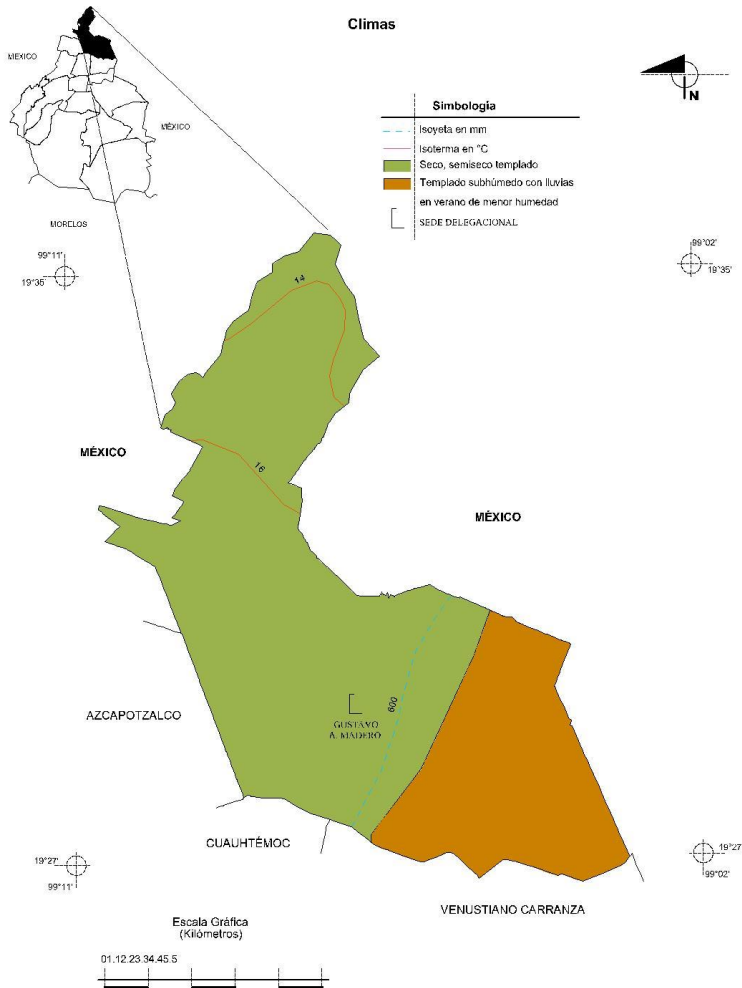 Climas
MEXICO
MÉXICO
MORELOS
N
Simbología
Isoyeta en mm
Isoterma en °C
Seco, semiseco templado
Templado subhúmedo con lluvias
en verano de menor humedad
SEDE DELEGACIONAL
99°11'
19°35'
99°02'
19°35'
14
16
MÉXICO
MÉXICO
600
GUSTAVO
A. MADERO
AZCAPOTZALCO
CUAUHTÉMOC
VENUSTIANO CARRANZA
19°27'
99°11'
19°27
99°02'
Escala Gráfica
(Kilómetros)
01.12.23.34.45.5